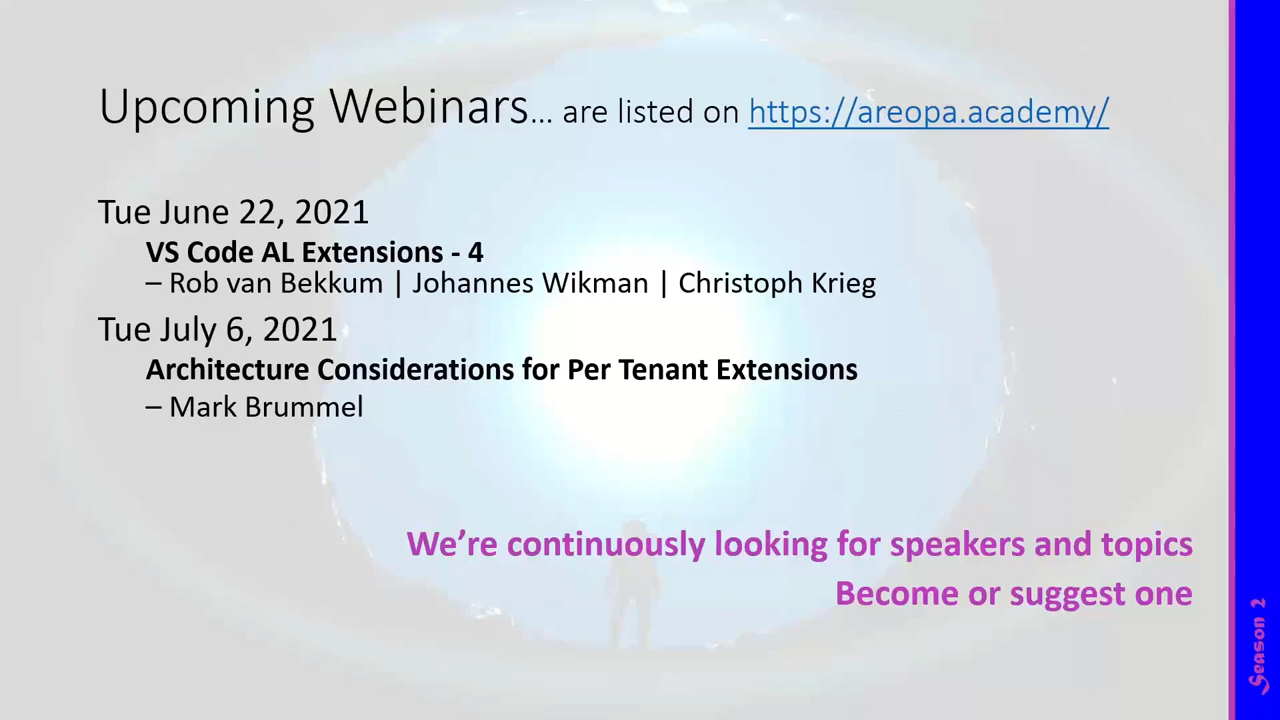 Upcoming Webinars... are listed on https://areopa.academy/
Tue June 22, 2021
VS Code AL Extensions - 4
– Rob van Bekkum | Johannes Wikman | Christoph Krieg
Tue July 6, 2021
Architecture Considerations for Per Tenant Extensions
– Mark Brummel
We’re continuously looking for speakers and topics
Become or suggest one
Season 2